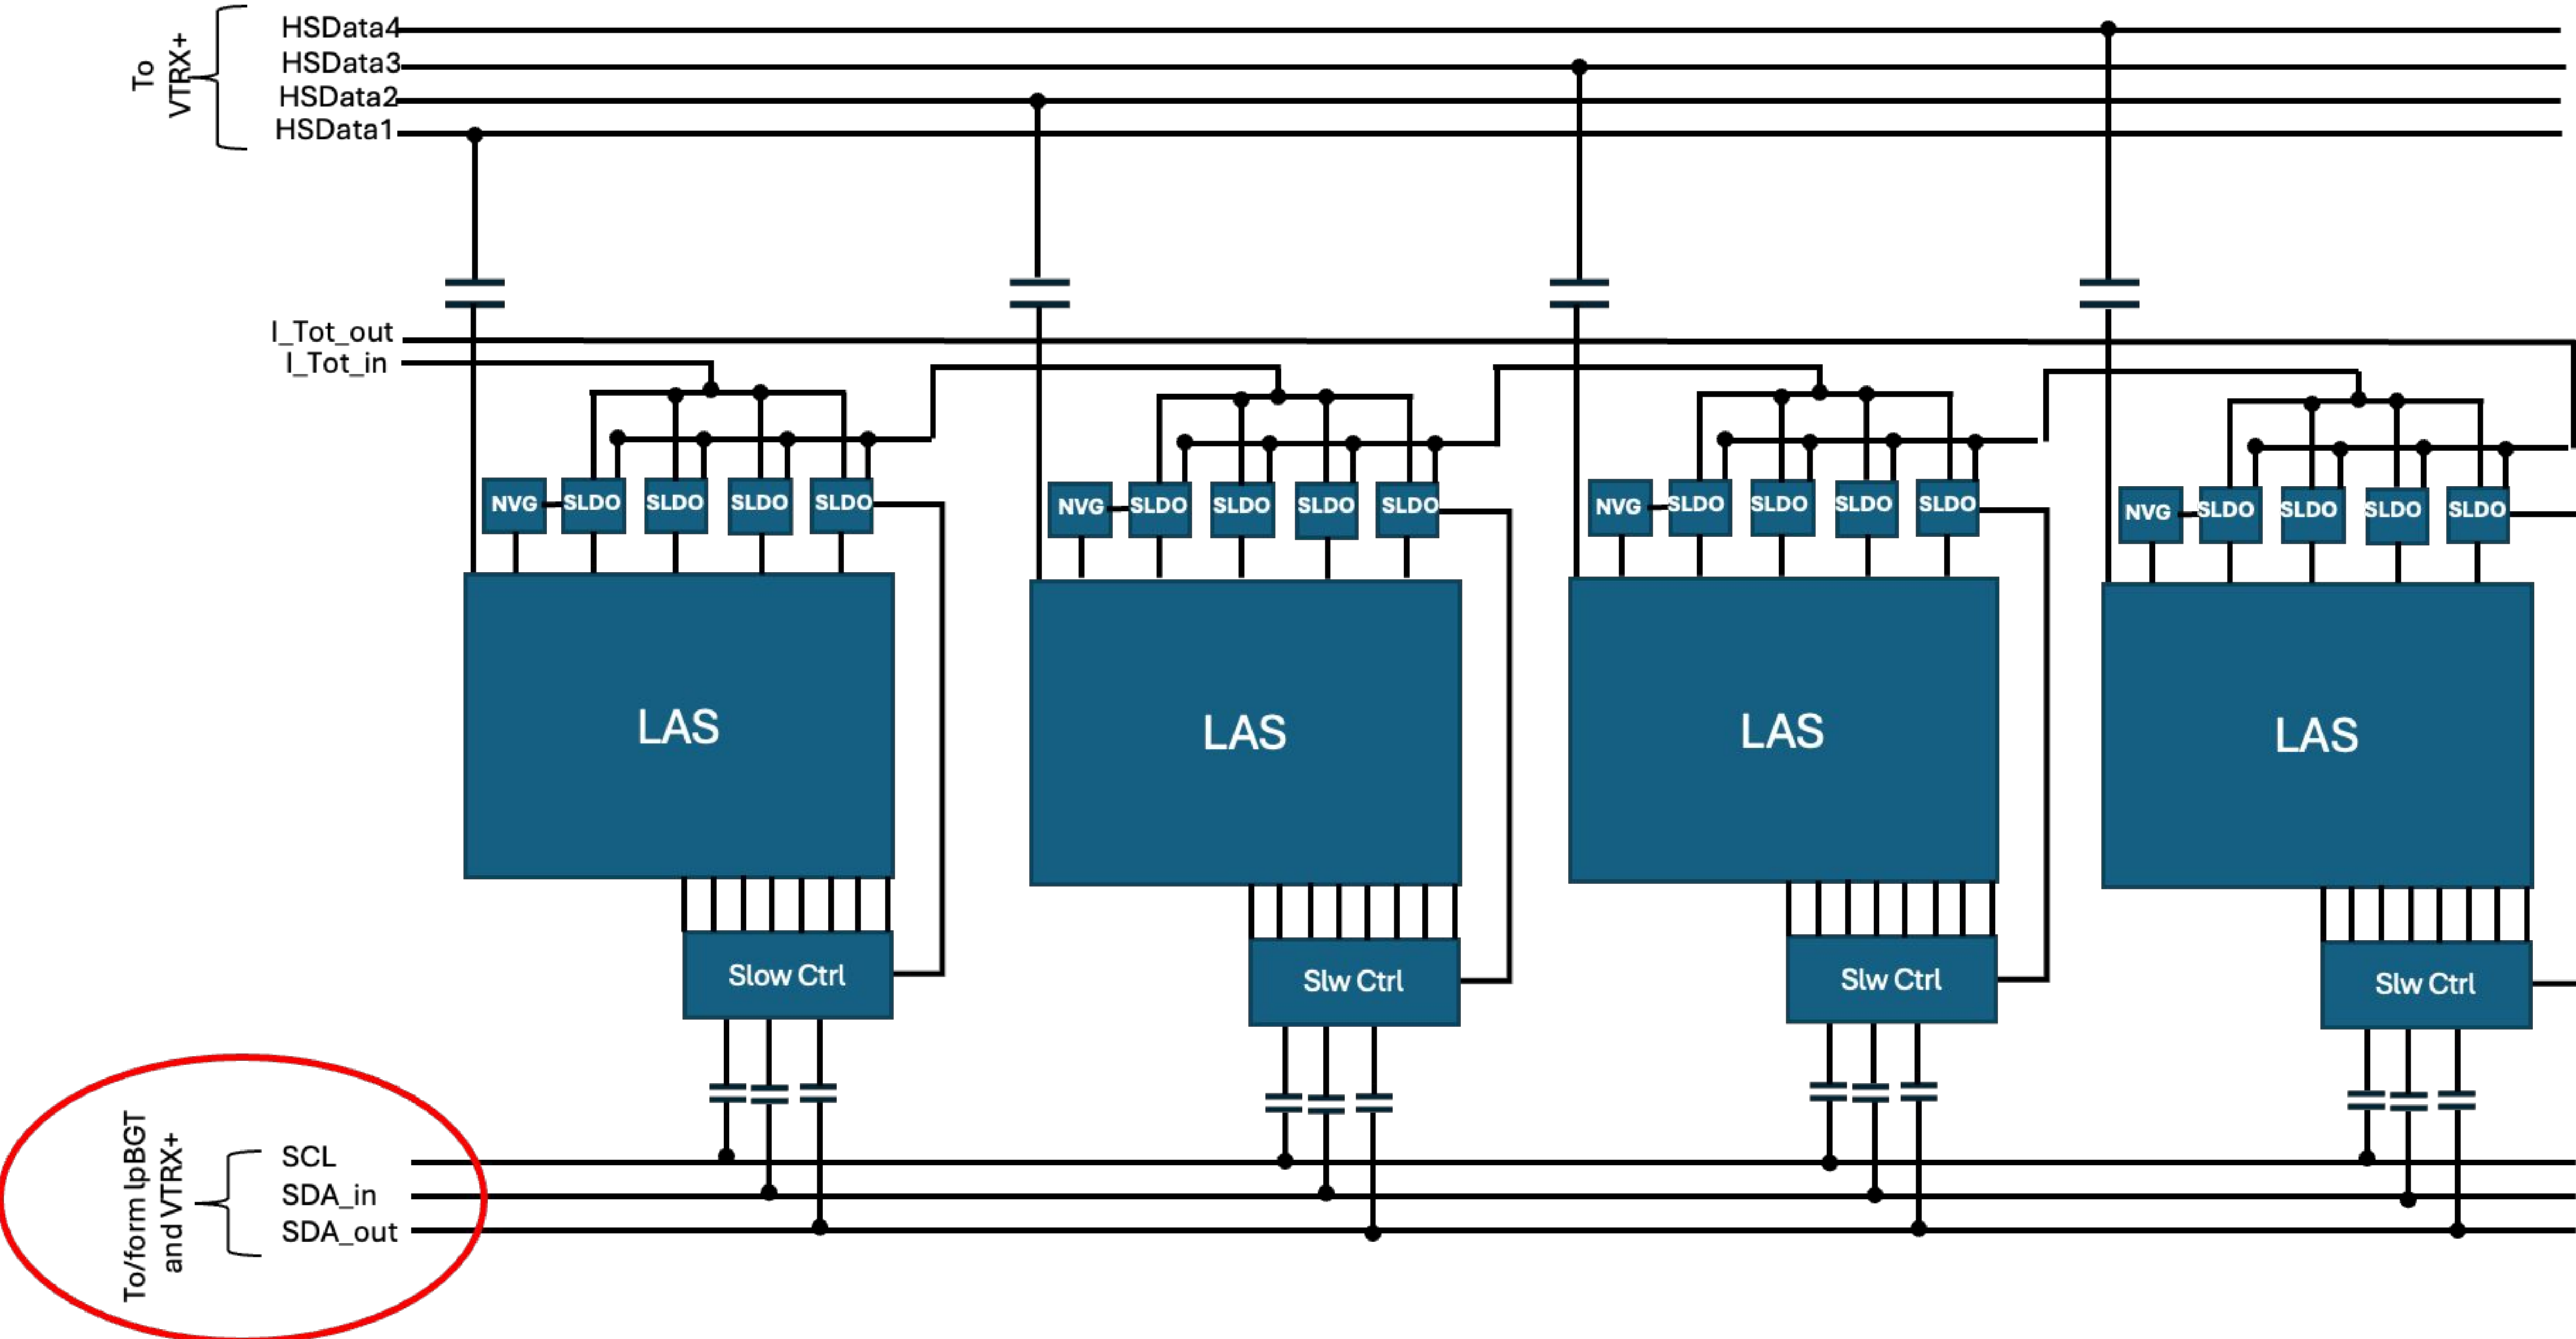 To
VTRX+
HSData4
HSData3
HSData2
HSData1
I_Tot_out
I_Tot_in
NVG SLDO SLDO SLDO SLDO
NVG SLDO SLDO SLDO SLDO
NVG SLDO SLDO SLDO SLDO
NVG SLDO SLDO SLDO SLDO
LAS
LAS
LAS
LAS
Slow Ctrl
Slw Ctrl
Slw Ctrl
Slw Ctrl
To/form lpBGT
and VTRX+
SCL
SDA_in
SDA_out